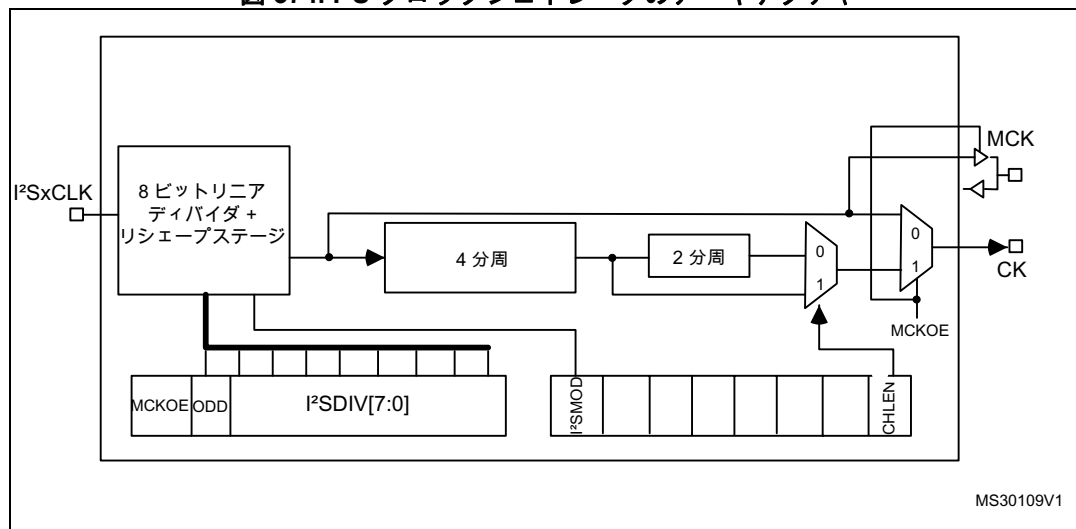 MCK
I²SxCLK
8 ビットリニア
ディバイダ +
リシェープステージ
4 分周
2 分周
0
1
0
1
CK
MCKOE
MCKOE
ODD
I²SDIV[7:0]
I²SMOD
CHLEN
MS30109V1